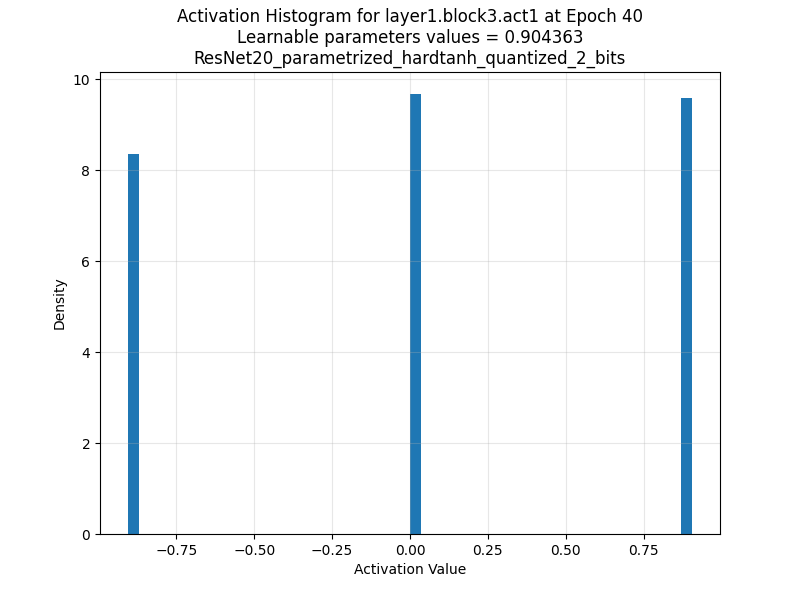 Activation Histogram for layer1.block3.act1 at Epoch 40
Learnable parameters values = 0.904363
ResNet20_parametrized_hardtanh_quantized_2_bits
10
8
6
4
2
0
Density
−0.75 −0.50 −0.25 0.00 0.25 0.50 0.75
Activation Value